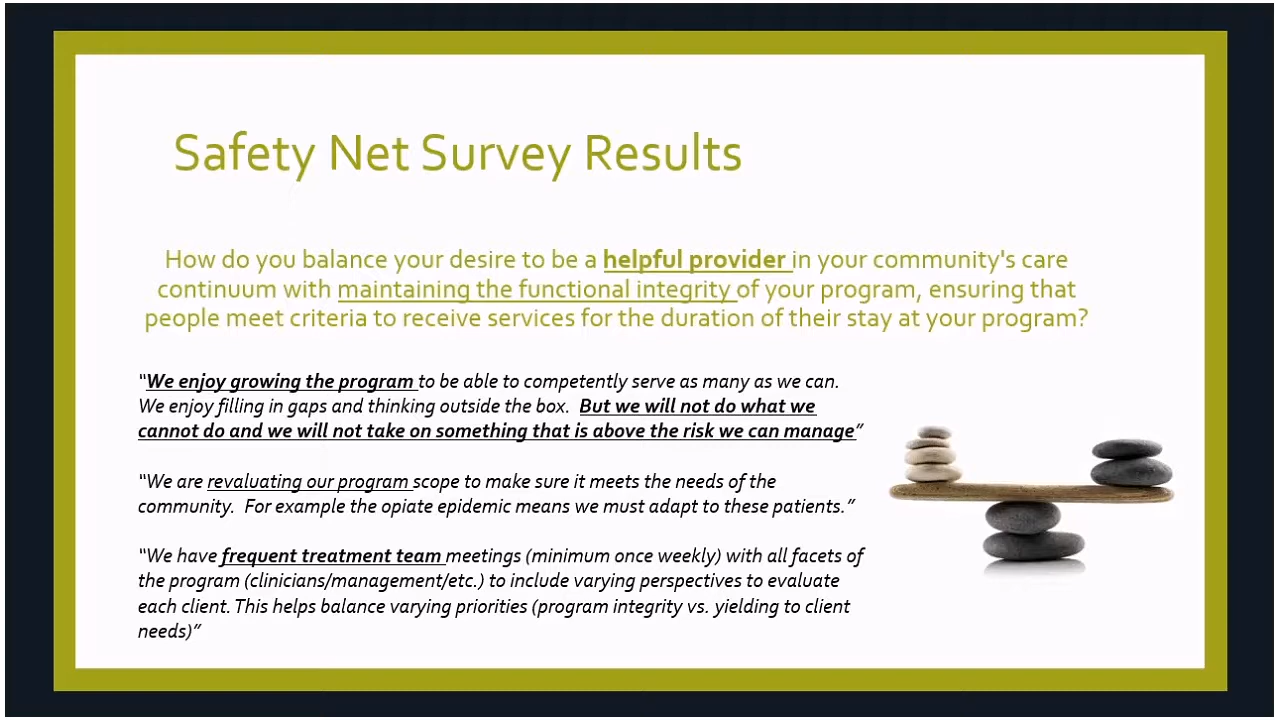 Safety Net Survey Results
How do you balance your desire to be a helpful provider in your community's care
continuum with maintaining the functional integrity of your program, ensuring that
people meet criteria to receive services for the duration of their stay at your program?
“We enjoy growing the program to be able to competently serve as many as we can.
We enjoy filling in gaps and thinking outside the box.  But we will not do what we
cannot do and we will not take on something that is above the risk we can manage”
“We are revaluating our program scope to make sure it meets the needs of the
community.  For example the opiate epidemic means we must adapt to these patients.”
“We have frequent treatment team meetings (minimum once weekly) with all facets of
the program (clinicians/management/etc.) to include varying perspectives to evaluate
each client. This helps balance varying priorities (program integrity vs. yielding to client
needs)”